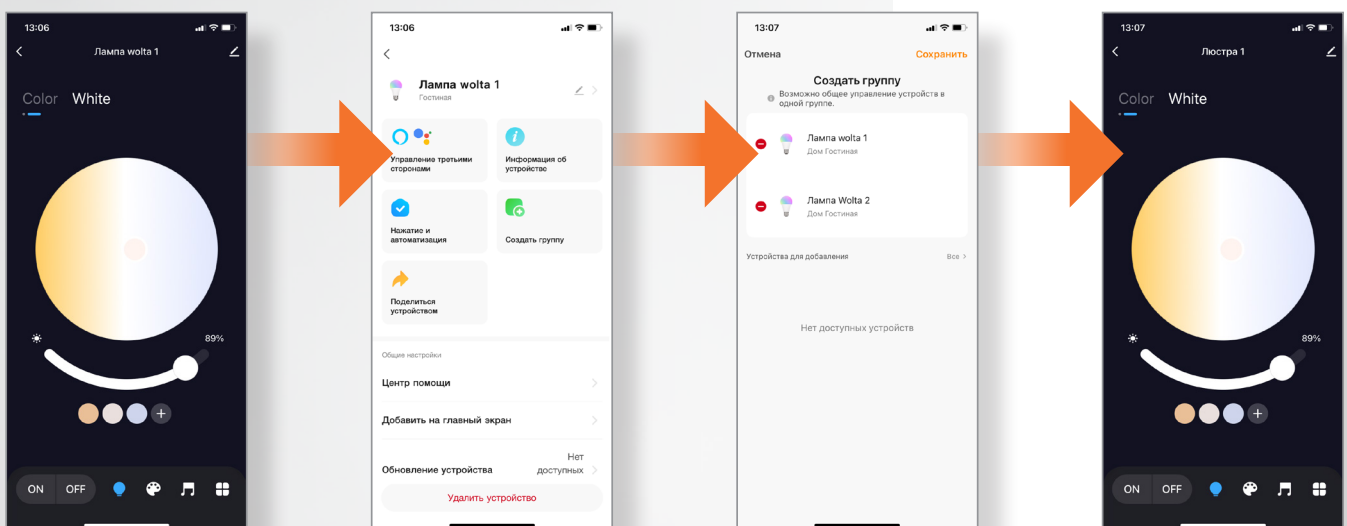 13:06
Лампа wolta 1
Color White
89%
ON OFF
13:06
Лампа wolta 1
Гостиная
Управление третьими
сторонами
Информация об
устройстве
Нажатие и
автоматизация
Создать группу
Поделиться
устройством
Общие настройки
Центр помощи
Добавить на главный экран
Обновление устройства
Нет
доступных
Удалить устройство
13:07
Отмена Сохранить
Создать группу
Возможно общее управление устройств в
одной группе.
Лампа wolta 1
Дом Гостиная
Лампа Wolta 2
Дом Гостиная
Устройства для добавления Все
Нет доступных устройств
13:07
Люстра 1
Color White
89%
ON OFF